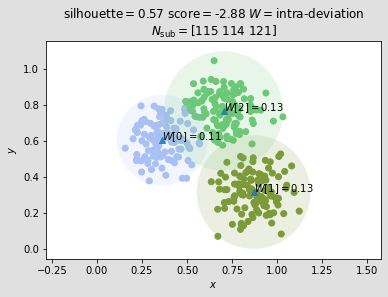 silhouette = 0.57 score = -2.88 W = intra-deviation
N_sub = [115 114 121]
y
1.0
0.8
0.6
0.4
0.2
0.0
W[2] = 0.13
W[0] = 0.11
W[1] = 0.13
-0.25 0.00 0.25 0.50 0.75 1.00 1.25 1.50
x